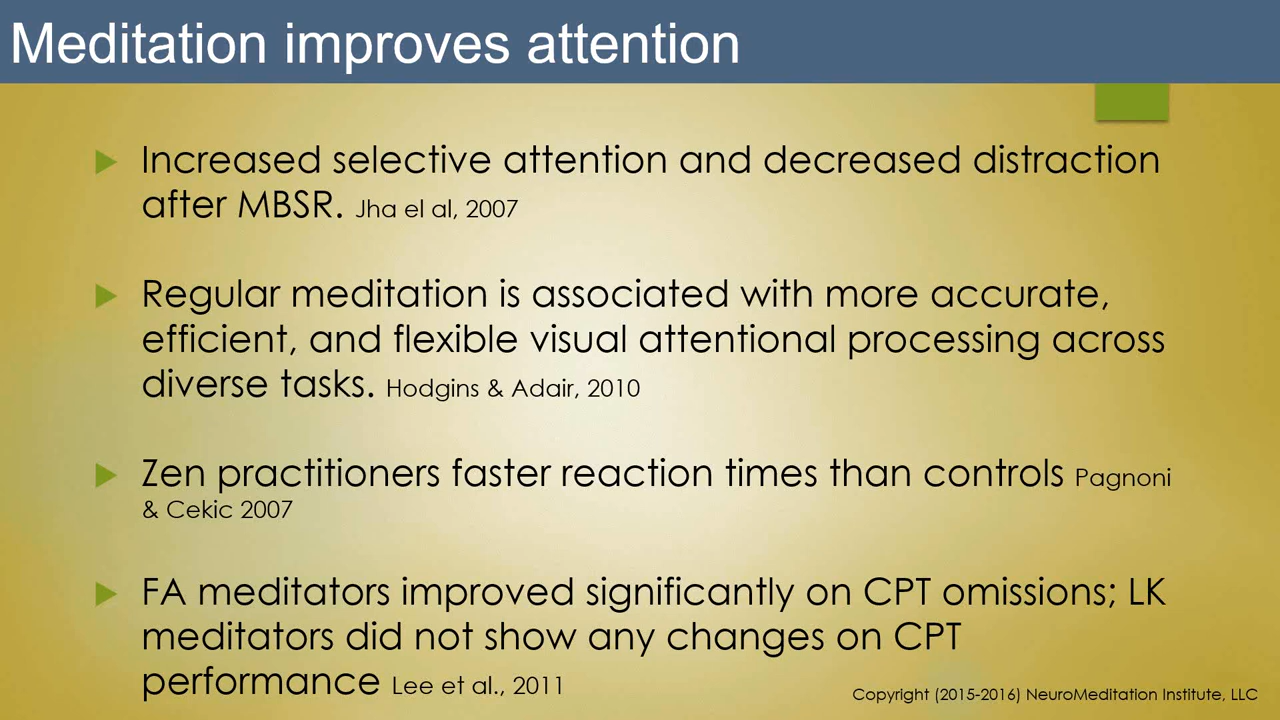 Meditation improves attention
Increased selective attention and decreased distraction
after MBSR. Jha el al, 2007
Regular meditation is associated with more accurate,
efficient, and flexible visual attentional processing across
diverse tasks. Hodgins & Adair, 2010
Zen practitioners faster reaction times than controls Pagnoni
& Cekic 2007
FA meditators improved significantly on CPT omissions; LK
meditators did not show any changes on CPT
performance Lee et al., 2011
Copyright (2015-2016) NeuroMeditation Institute, LLC